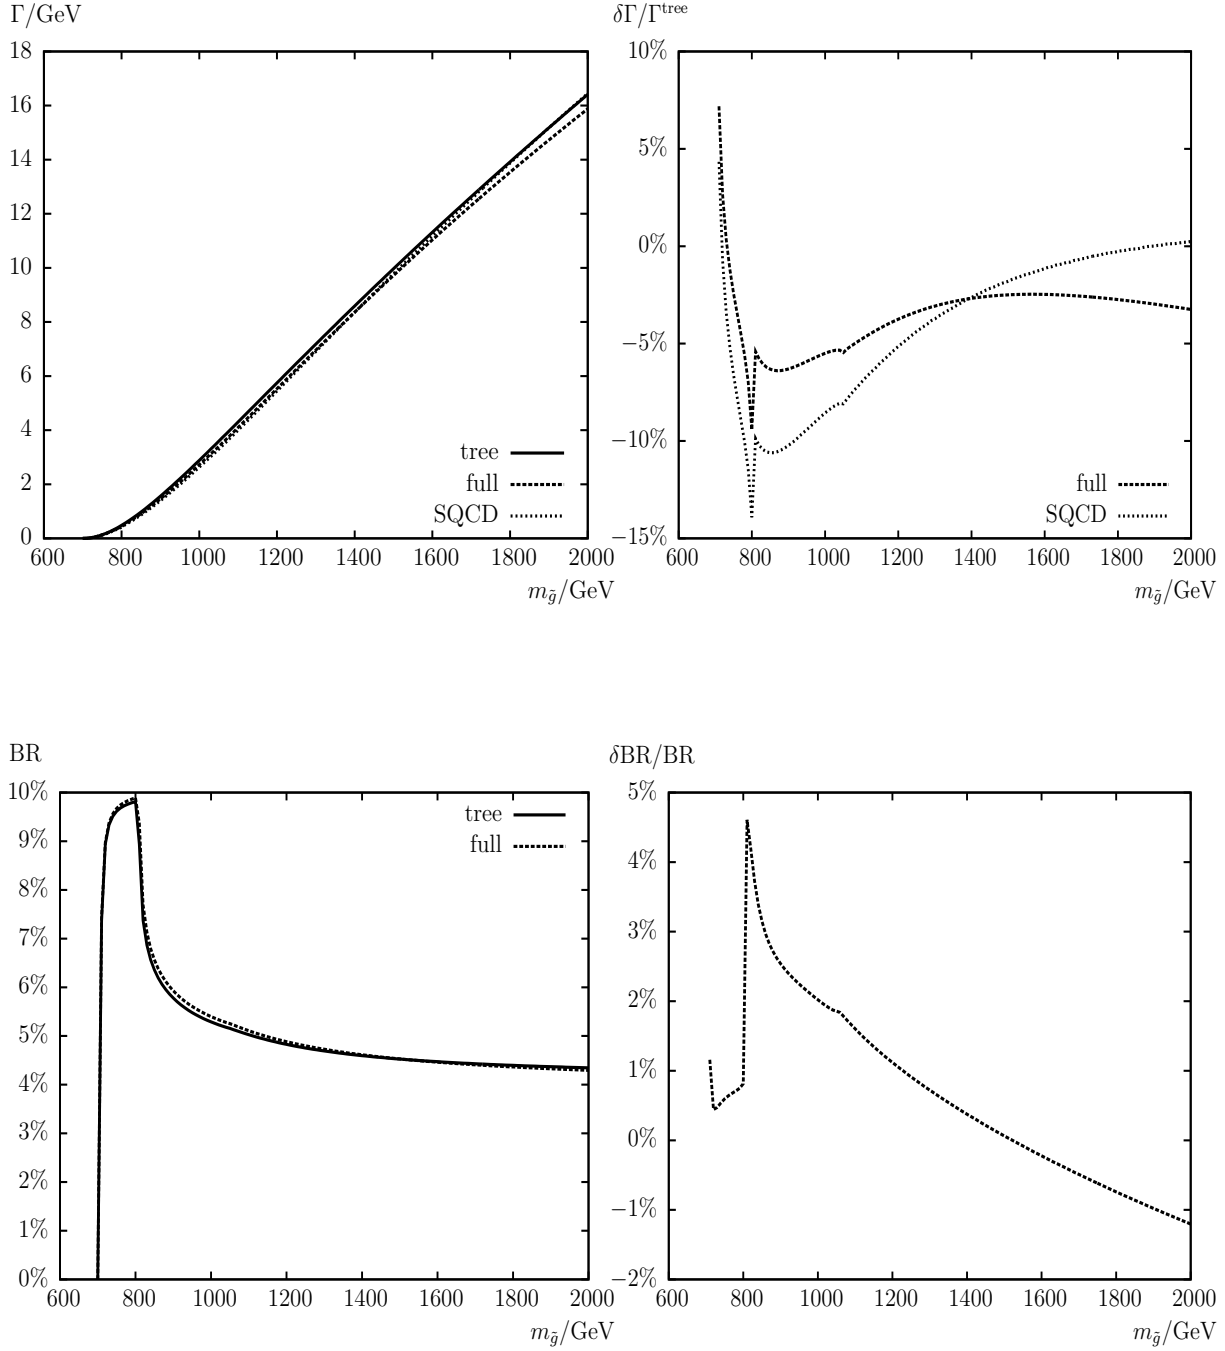 Γ/GeV
18
16
14
12
10
8
6
4
2
0
600 800 1000 1200 1400 1600 1800 2000
m_g̃/GeV
tree
full
SQCD
δΓ/Γ^tree
10%
5%
0%
−5%
−10%
−15%
600 800 1000 1200 1400 1600 1800 2000
m_g̃/GeV
full
SQCD
BR
10%
9%
8%
7%
6%
5%
4%
3%
2%
1%
0%
600 800 1000 1200 1400 1600 1800 2000
m_g̃/GeV
tree
full
δBR/BR
5%
4%
3%
2%
1%
0%
−1%
−2%
600 800 1000 1200 1400 1600 1800 2000
m_g̃/GeV